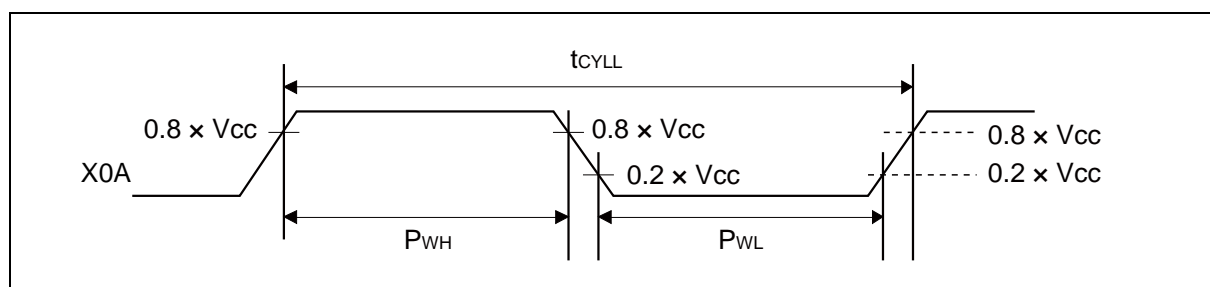 tCYLL
0.8 × Vcc
0.8 × Vcc
0.8 × Vcc
X0A
0.2 × Vcc
0.2 × Vcc
PWH
PWL